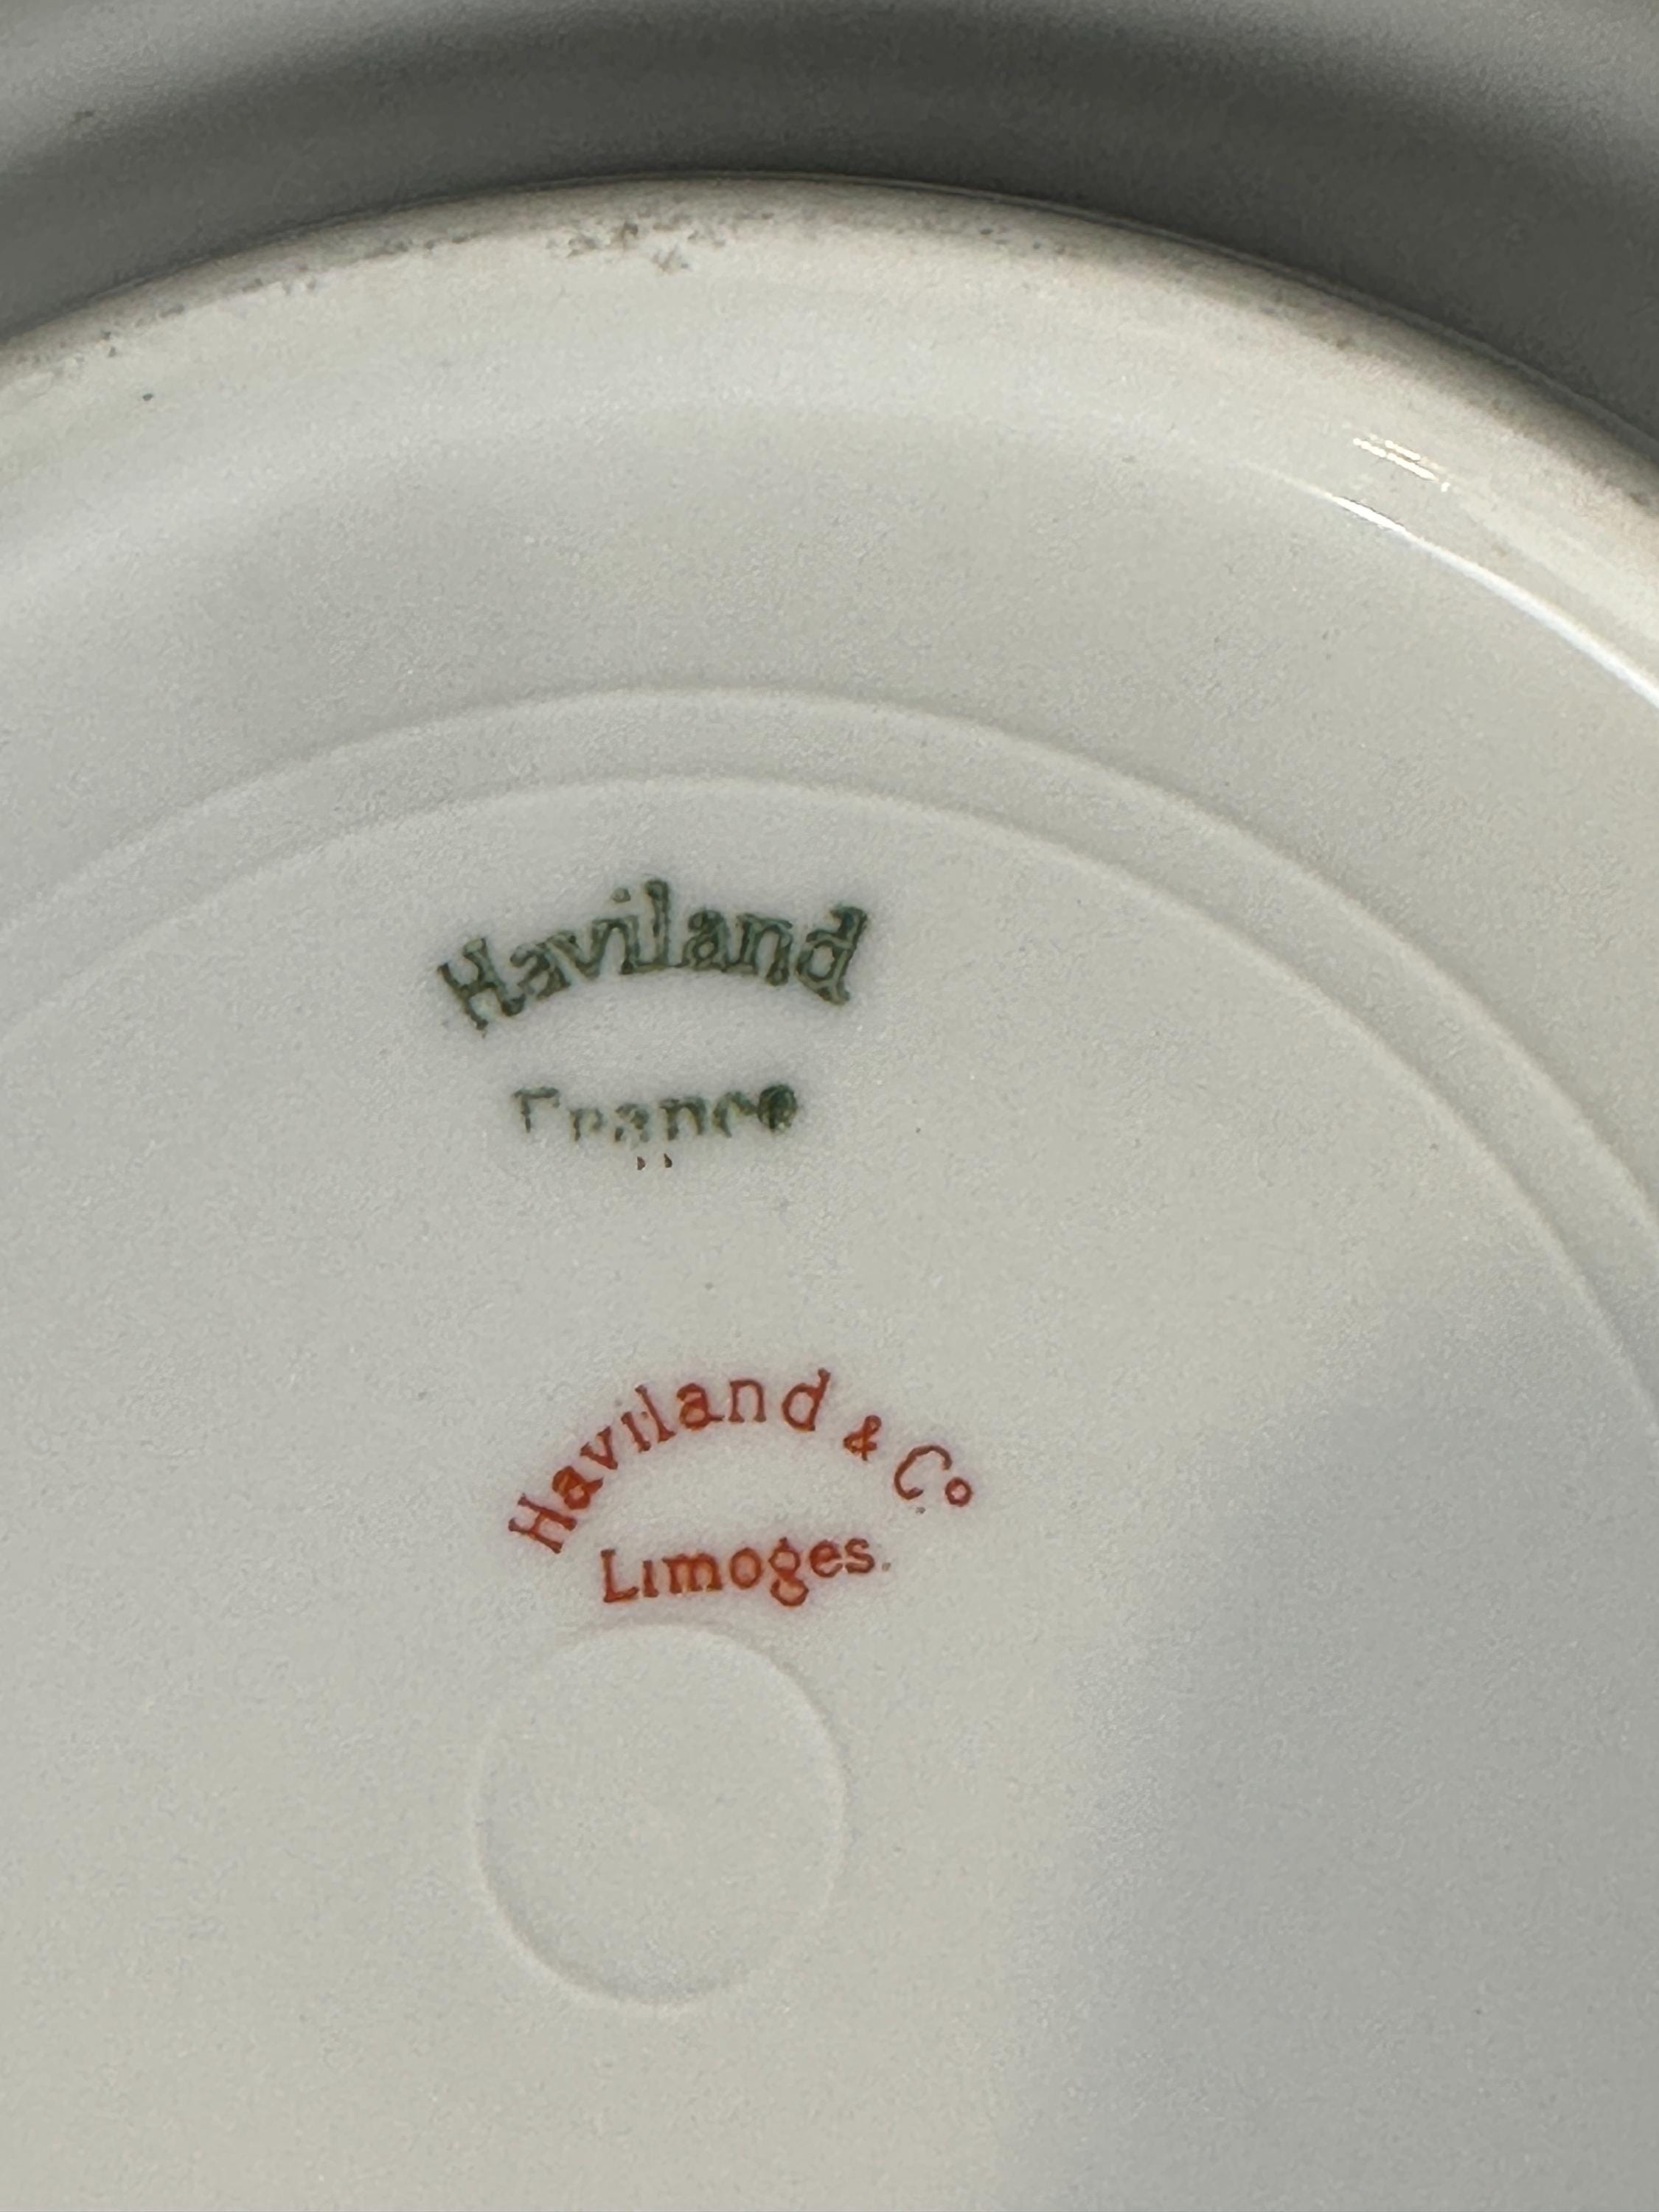 Haviland
France
Haviland & Co
Limoges.